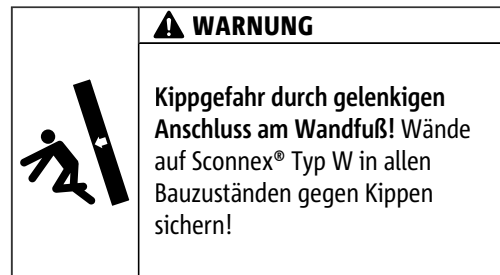 WARNUNG
Kippgefahr durch gelenkigen
Anschluss am Wandfuß! Wände
auf Sconnex® Typ W in allen
Bauzuständen gegen Kippen
sichern!